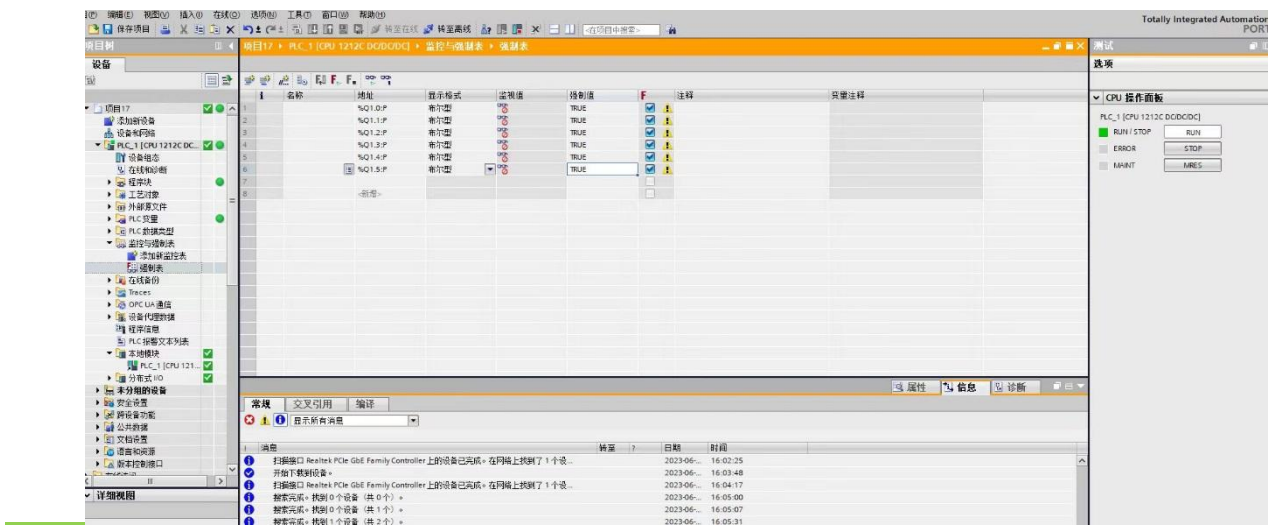 编辑(E) 视图(V) 插入(I) 在线(O) 选项(N) 工具(T) 窗口(W) 帮助(H)
Totally Integrated Automation
PORT
保存项目 转至在线 转至离线 <在项目中搜索>
项目树
项目17 ▸ PLC_1 [CPU 1212C DC/DC/DC] ▸ 监控与强制表 ▸ 强制表
测试
设备
选项
CPU 操作面板
PLC_1 [CPU 1212C DC/DC/DC]
RUN / STOP RUN
ERROR STOP
MAINT MRES
i 名称 地址 显示格式 监视值 强制值 F 注释 变量注释
1 %Q1.0:P 布尔型 TRUE
2 %Q1.1:P 布尔型 TRUE
3 %Q1.2:P 布尔型 TRUE
4 %Q1.3:P 布尔型 TRUE
5 %Q1.4:P 布尔型 TRUE
6 %Q1.5:P 布尔型 TRUE
7
8 <新增>
项目17
添加新设备
设备和网络
PLC_1 [CPU 1212C DC...
设备组态
在线和诊断
程序块
工艺对象
外部源文件
PLC 变量
PLC 数据类型
监控与强制表
添加新监控表
强制表
在线备份
Traces
OPC UA 通信
设备代理数据
程序信息
PLC 报警文本列表
本地模块
PLC_1 [CPU 121...
分布式 I/O
未分组的设备
安全设置
跨设备功能
公共数据
文档设置
语言和资源
版本控制接口
详细视图
属性 信息 诊断
常规 交叉引用 编译
显示所有消息
! 消息 转至 ? 日期 时间
扫描接口 Realtek PCIe GbE Family Controller 上的设备已完成。在网络上找到了 1 个设... 2023-06-... 16:02:25
开始下载到设备。 2023-06-... 16:03:48
扫描接口 Realtek PCIe GbE Family Controller 上的设备已完成。在网络上找到了 1 个设... 2023-06-... 16:04:17
搜索完成。找到 0 个设备（共 0 个）。 2023-06-... 16:05:00
搜索完成。找到 0 个设备（共 1 个）。 2023-06-... 16:05:07
搜索完成。找到 1 个设备（共 2 个）。 2023-06-... 16:05:31